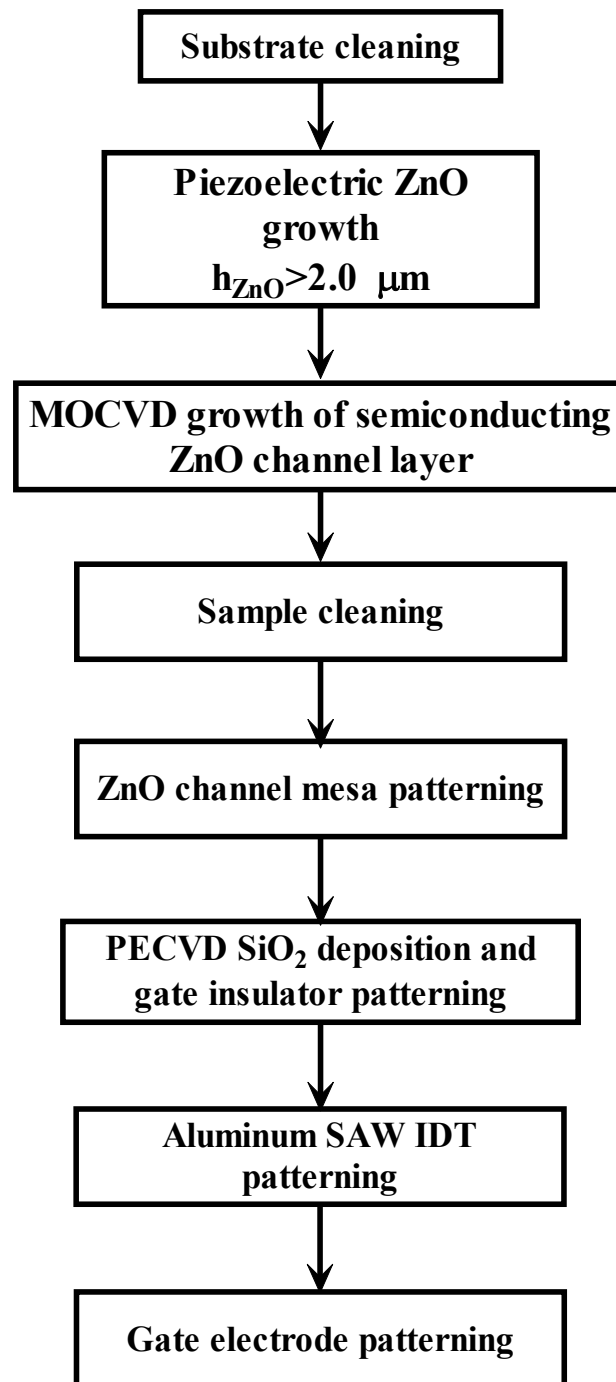 Substrate cleaning
Piezoelectric ZnO
growth
hZnO>2.0 μm
MOCVD growth of semiconducting
ZnO channel layer
Sample cleaning
ZnO channel mesa patterning
PECVD SiO2 deposition and
gate insulator patterning
Aluminum SAW IDT
patterning
Gate electrode patterning